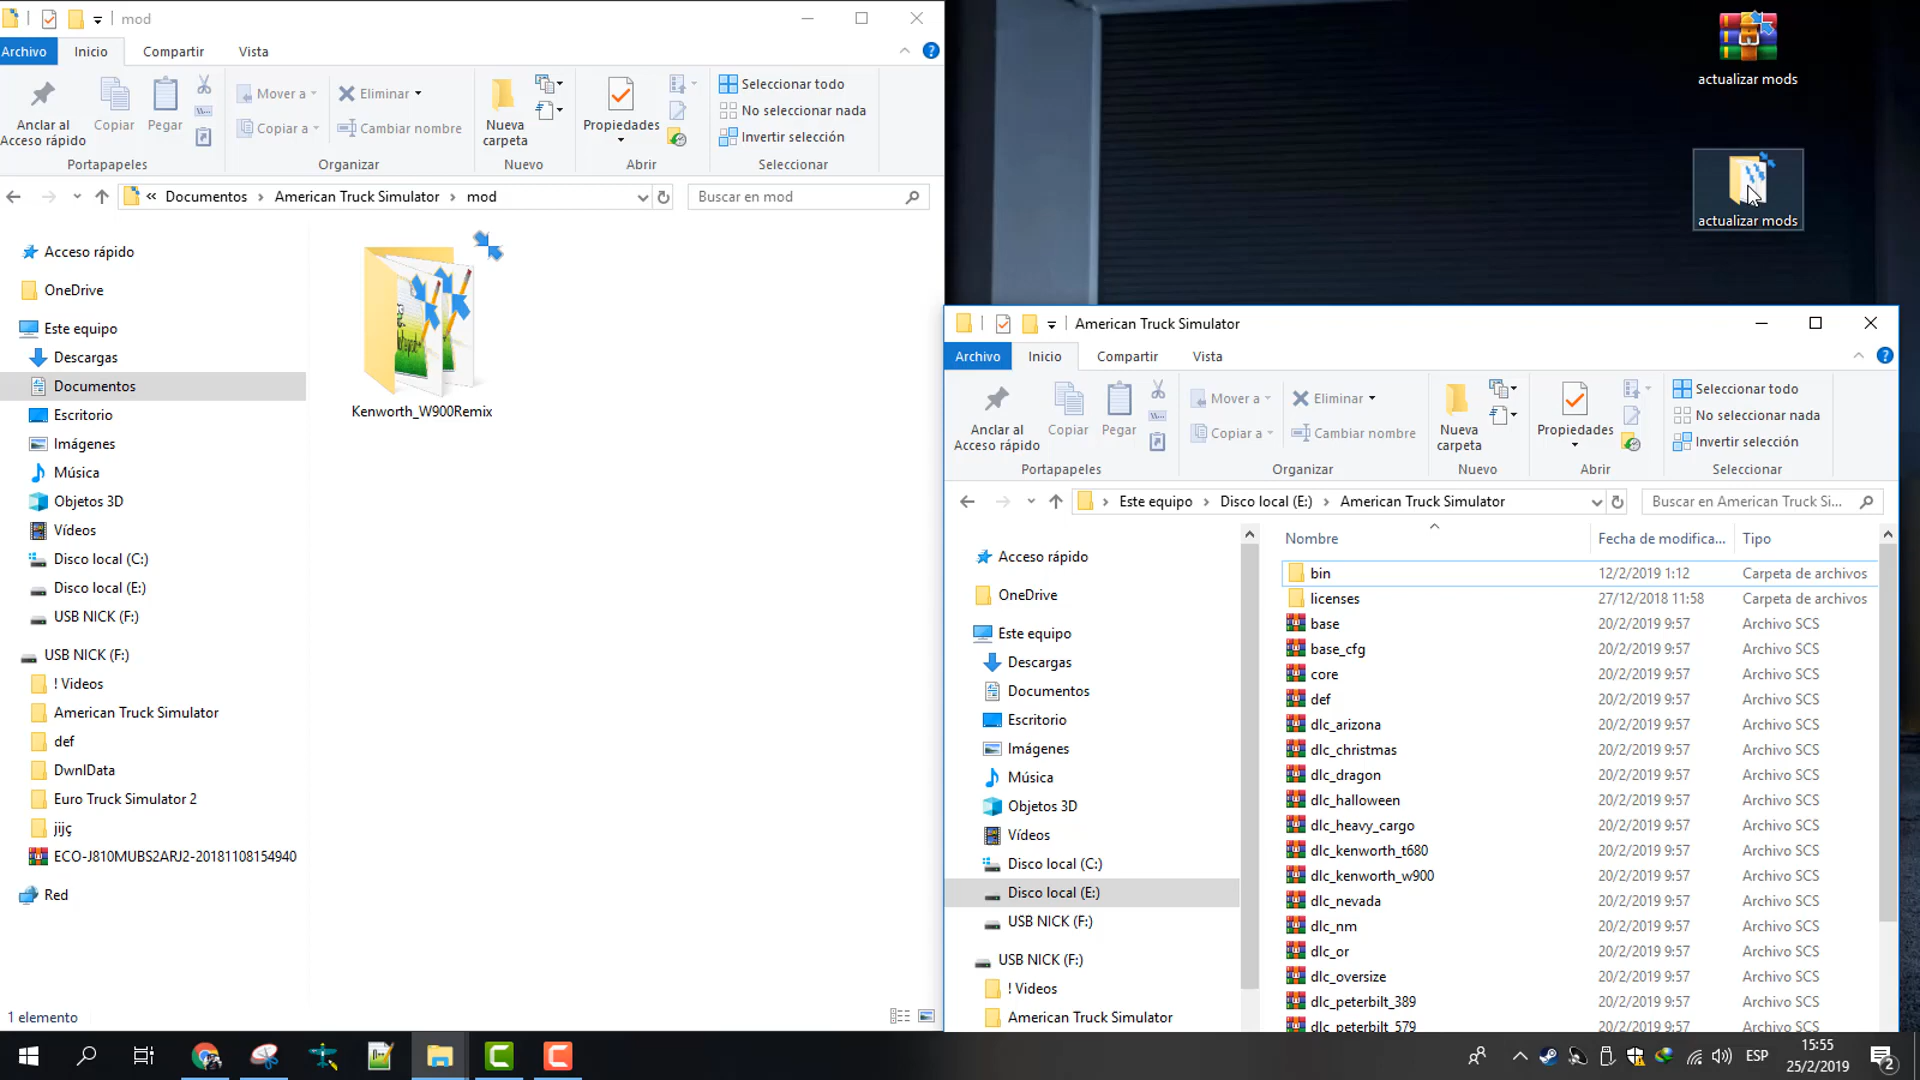 mod
Archivo
Inicio
Compartir
Vista
Anclar al
Acceso rápido
Copiar
Pegar
Mover a
Copiar a
Eliminar
Cambiar nombre
Nueva
carpeta
Propiedades
Seleccionar todo
No seleccionar nada
Invertir selección
Portapapeles
Organizar
Nuevo
Abrir
Seleccionar
« Documentos › American Truck Simulator › mod
Buscar en mod
Acceso rápido
OneDrive
Este equipo
Descargas
Documentos
Escritorio
Imágenes
Música
Objetos 3D
Vídeos
Disco local (C:)
Disco local (E:)
USB NICK (F:)
USB NICK (F:)
! Videos
American Truck Simulator
def
DwnlData
Euro Truck Simulator 2
jijç
ECO-J810MUBS2ARJ2-20181108154940
Red
Kenworth_W900Remix
1 elemento
actualizar mods
actualizar mods
American Truck Simulator
Archivo
Inicio
Compartir
Vista
Anclar al
Acceso rápido
Copiar
Pegar
Mover a
Copiar a
Eliminar
Cambiar nombre
Nueva
carpeta
Propiedades
Seleccionar todo
No seleccionar nada
Invertir selección
Portapapeles
Organizar
Nuevo
Abrir
Seleccionar
› Este equipo › Disco local (E:) › American Truck Simulator
Buscar en American Truck Si...
Acceso rápido
OneDrive
Este equipo
Descargas
Documentos
Escritorio
Imágenes
Música
Objetos 3D
Vídeos
Disco local (C:)
Disco local (E:)
USB NICK (F:)
USB NICK (F:)
! Videos
American Truck Simulator
Nombre Fecha de modifica... Tipo
bin 12/2/2019 1:12 Carpeta de archivos
licenses 27/12/2018 11:58 Carpeta de archivos
base 20/2/2019 9:57 Archivo SCS
base_cfg 20/2/2019 9:57 Archivo SCS
core 20/2/2019 9:57 Archivo SCS
def 20/2/2019 9:57 Archivo SCS
dlc_arizona 20/2/2019 9:57 Archivo SCS
dlc_christmas 20/2/2019 9:57 Archivo SCS
dlc_dragon 20/2/2019 9:57 Archivo SCS
dlc_halloween 20/2/2019 9:57 Archivo SCS
dlc_heavy_cargo 20/2/2019 9:57 Archivo SCS
dlc_kenworth_t680 20/2/2019 9:57 Archivo SCS
dlc_kenworth_w900 20/2/2019 9:57 Archivo SCS
dlc_nevada 20/2/2019 9:57 Archivo SCS
dlc_nm 20/2/2019 9:57 Archivo SCS
dlc_or 20/2/2019 9:57 Archivo SCS
dlc_oversize 20/2/2019 9:57 Archivo SCS
dlc_peterbilt_389 20/2/2019 9:57 Archivo SCS
dlc_peterbilt_579 20/2/2019 9:57 Archivo SCS
ESP
15:55
25/2/2019
2